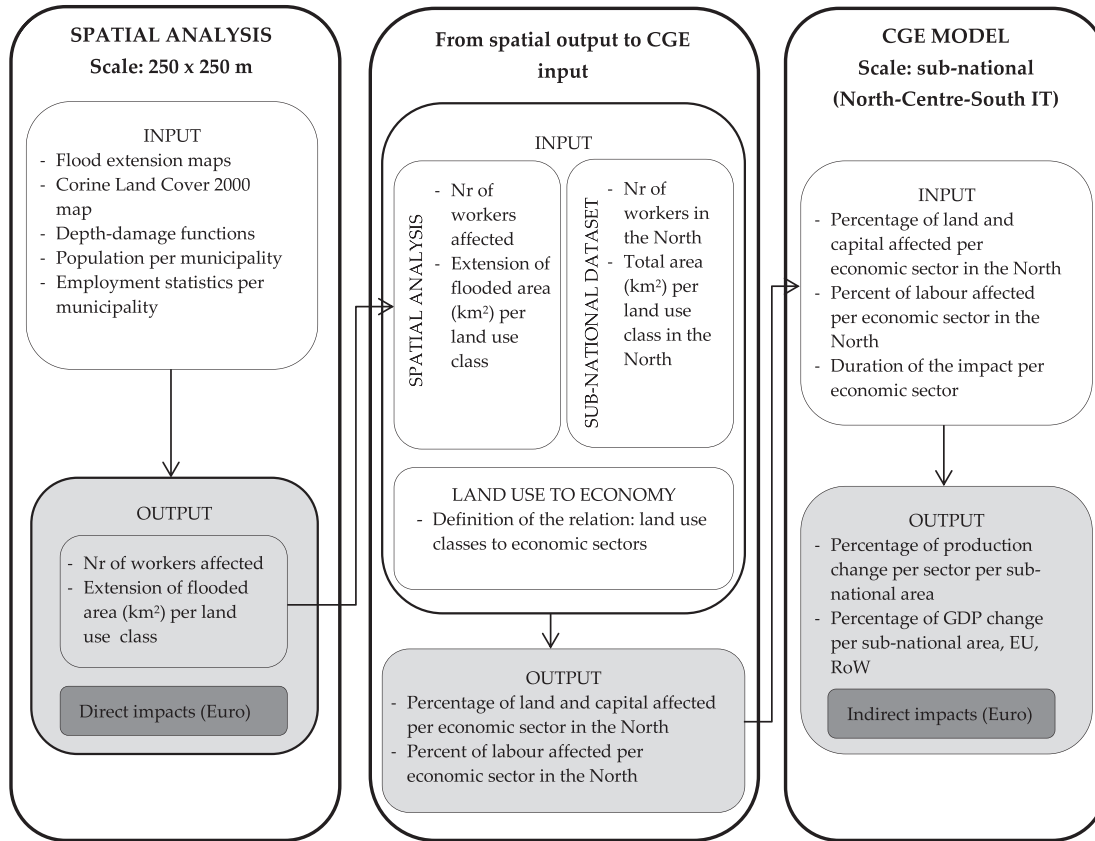 SPATIAL ANALYSIS
Scale: 250 x 250 m
INPUT
- Flood extension maps
- Corine Land Cover 2000
map
- Depth-damage functions
- Population per municipality
- Employment statistics per
municipality
OUTPUT
- Nr of workers affected
- Extension of flooded
area (km²) per land
use class
Direct impacts (Euro)
From spatial output to CGE
input
INPUT
SPATIAL ANALYSIS
- Nr of
workers
affected
- Extension of
flooded area
(km²) per
land use
class
SUB-NATIONAL DATASET
- Nr of
workers in
the North
- Total area
(km²) per
land use
class in the
North
LAND USE TO ECONOMY
- Definition of the relation: land use
classes to economic sectors
OUTPUT
- Percentage of land and capital affected
per economic sector in the North
- Percent of labour affected per
economic sector in the North
CGE MODEL
Scale: sub-national
(North-Centre-South IT)
INPUT
- Percentage of land and
capital affected per
economic sector in the North
- Percent of labour affected
per economic sector in the
North
- Duration of the impact per
economic sector
OUTPUT
- Percentage of production
change per sector per sub-
national area
- Percentage of GDP change
per sub-national area, EU,
RoW
Indirect impacts (Euro)